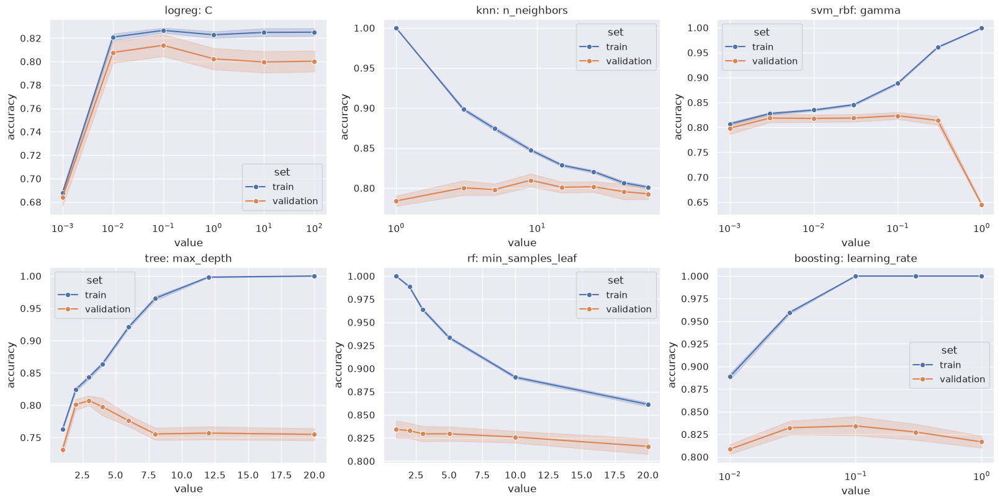 logreg: C
accuracy
0.82
0.80
0.78
0.76
0.74
0.72
0.70
0.68
set
train
validation
10⁻³ 10⁻² 10⁻¹ 10⁰ 10¹ 10²
value
knn: n_neighbors
accuracy
1.00
0.95
0.90
0.85
0.80
set
train
validation
10⁰ 10¹
value
svm_rbf: gamma
accuracy
1.00
0.95
0.90
0.85
0.80
0.75
0.70
0.65
set
train
validation
10⁻³ 10⁻² 10⁻¹ 10⁰
value
tree: max_depth
accuracy
1.00
0.95
0.90
0.85
0.80
0.75
set
train
validation
2.5 5.0 7.5 10.0 12.5 15.0 17.5 20.0
value
rf: min_samples_leaf
accuracy
1.000
0.975
0.950
0.925
0.900
0.875
0.850
0.825
0.800
set
train
validation
2.5 5.0 7.5 10.0 12.5 15.0 17.5 20.0
value
boosting: learning_rate
accuracy
1.000
0.975
0.950
0.925
0.900
0.875
0.850
0.825
0.800
set
train
validation
10⁻² 10⁻¹ 10⁰
value